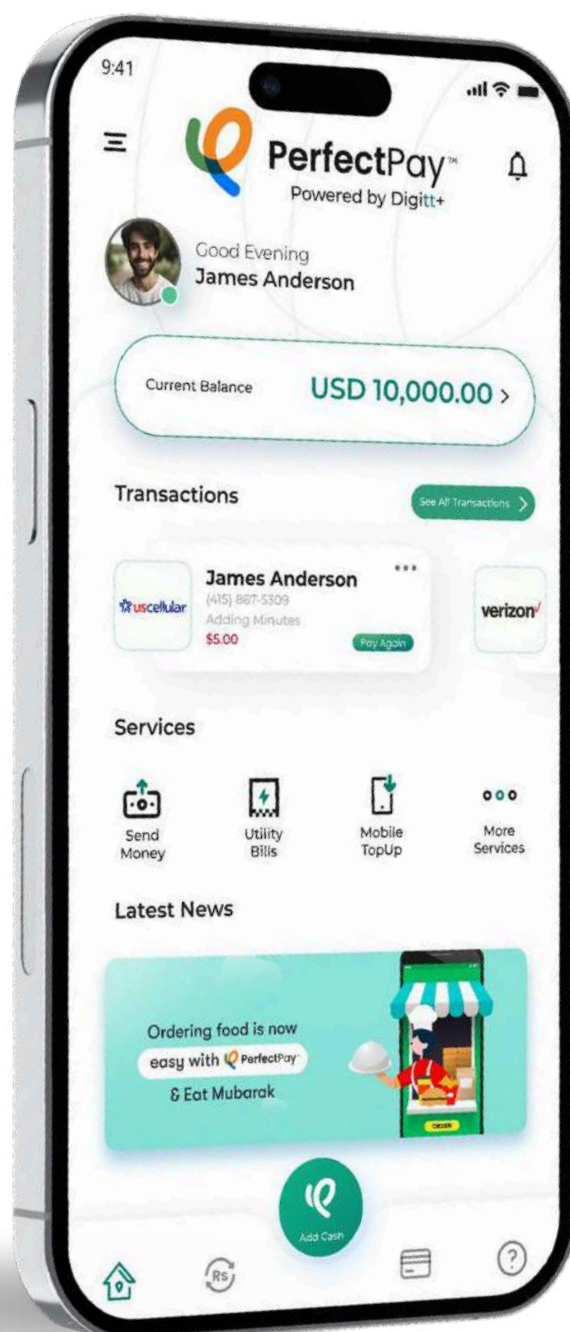 9:41
PerfectPay™
Powered by Digitt+
Good Evening
James Anderson
Current Balance
USD 10,000.00 >
Transactions
See All Transactions >
uscellular
James Anderson
(415) 867-5309
Adding Minutes
$5.00
Pay Again
verizon
Services
Send
Money
Utility
Bills
Mobile
TopUp
More
Services
Latest News
Ordering food is now
easy with PerfectPay
& Eat Mubarak
ORDER
Add Cash
Rs
?